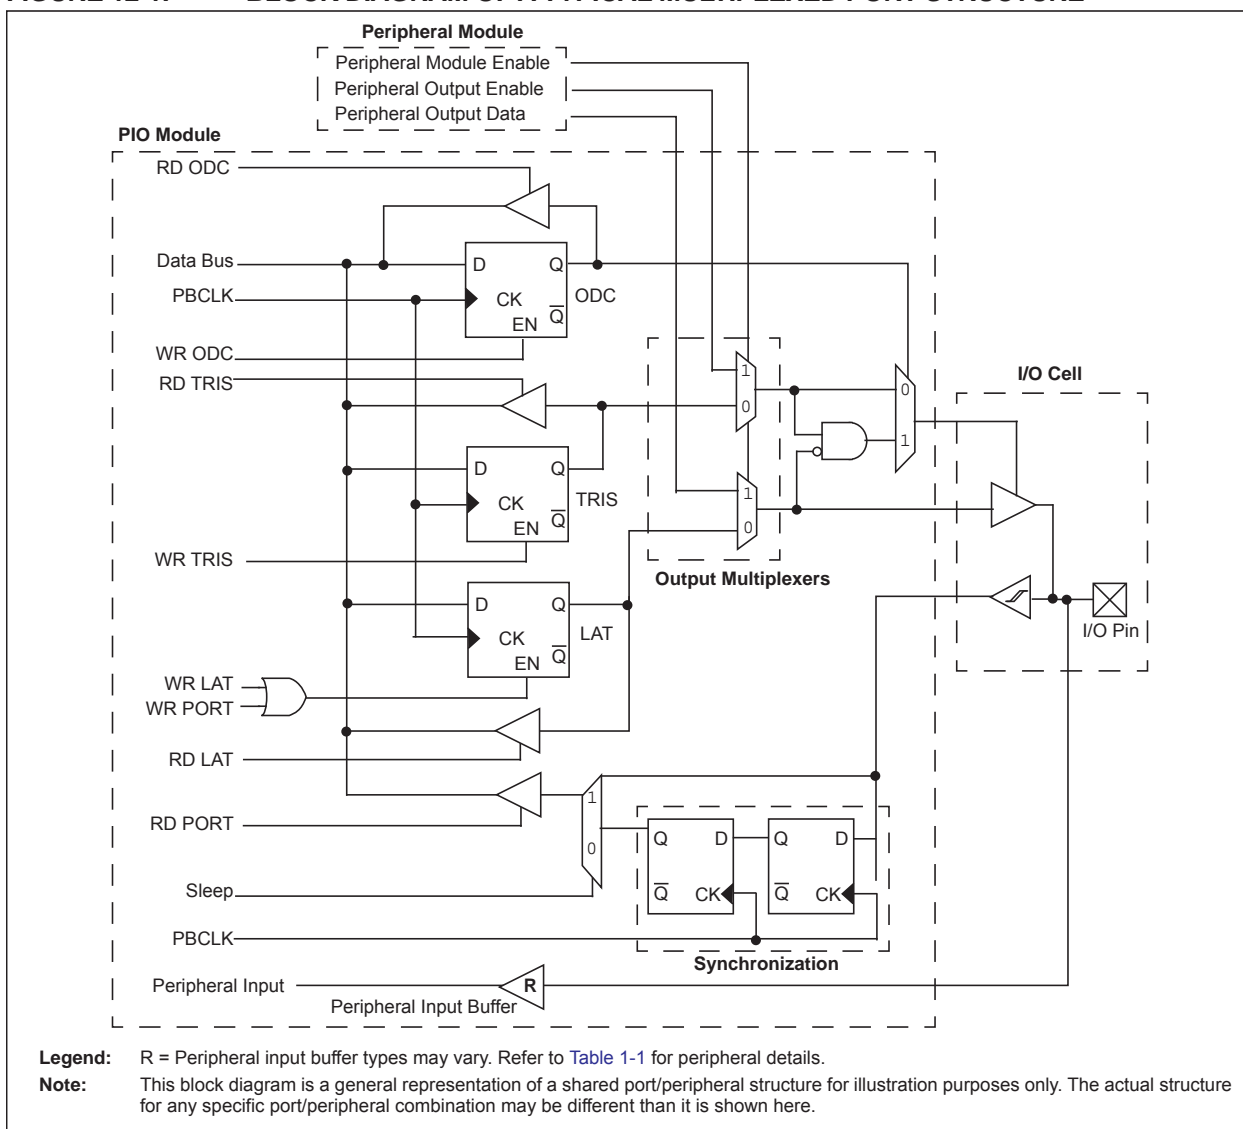 Peripheral Module
Peripheral Module Enable
Peripheral Output Enable
Peripheral Output Data
PIO Module
RD ODC
Data Bus
D
Q
PBCLK
CK
ODC
EN
Q
WR ODC
RD TRIS
1
0
0
1
I/O Cell
D
Q
CK
TRIS
EN
Q
WR TRIS
1
0
Output Multiplexers
D
Q
CK
LAT
EN
Q
I/O Pin
WR LAT
WR PORT
RD LAT
RD PORT
1
0
Q
D
Q
D
Sleep
Q
CK
Q
CK
PBCLK
Synchronization
Peripheral Input
R
Peripheral Input Buffer
Legend: R = Peripheral input buffer types may vary. Refer to Table 1-1 for peripheral details.
Note: This block diagram is a general representation of a shared port/peripheral structure for illustration purposes only. The actual structure
for any specific port/peripheral combination may be different than it is shown here.